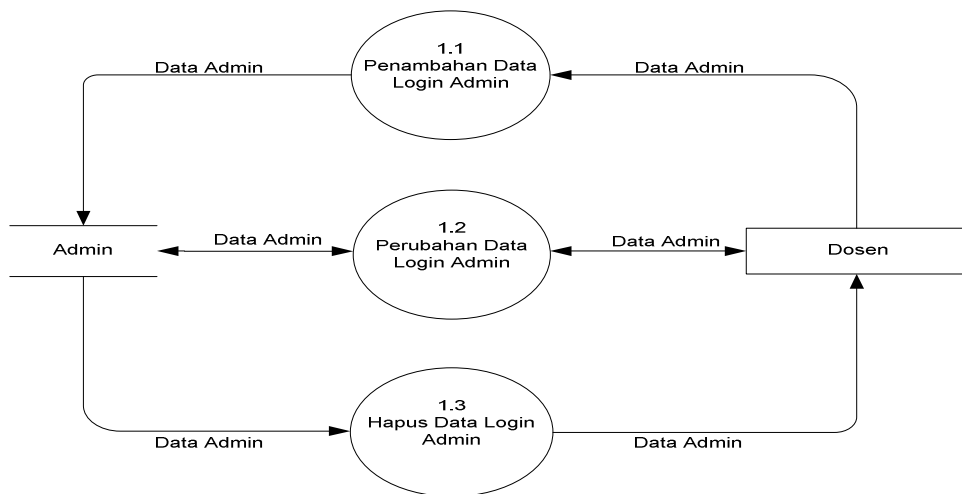 1.1
Penambahan Data
Login Admin
Data Admin
Data Admin
1.2
Perubahan Data
Login Admin
Data Admin
Data Admin
Admin
Dosen
1.3
Hapus Data Login
Admin
Data Admin
Data Admin